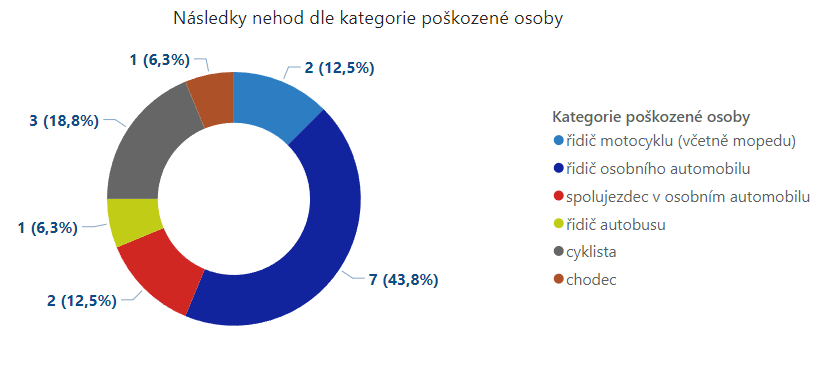 Následky nehod dle kategorie poškozené osoby
1 (6,3%)
2 (12,5%)
3 (18,8%)
1 (6,3%)
2 (12,5%)
7 (43,8%)
Kategorie poškozené osoby
řidič motocyklu (včetně mopedu)
řidič osobního automobilu
spolujezdec v osobním automobilu
řidič autobusu
cyklista
chodec